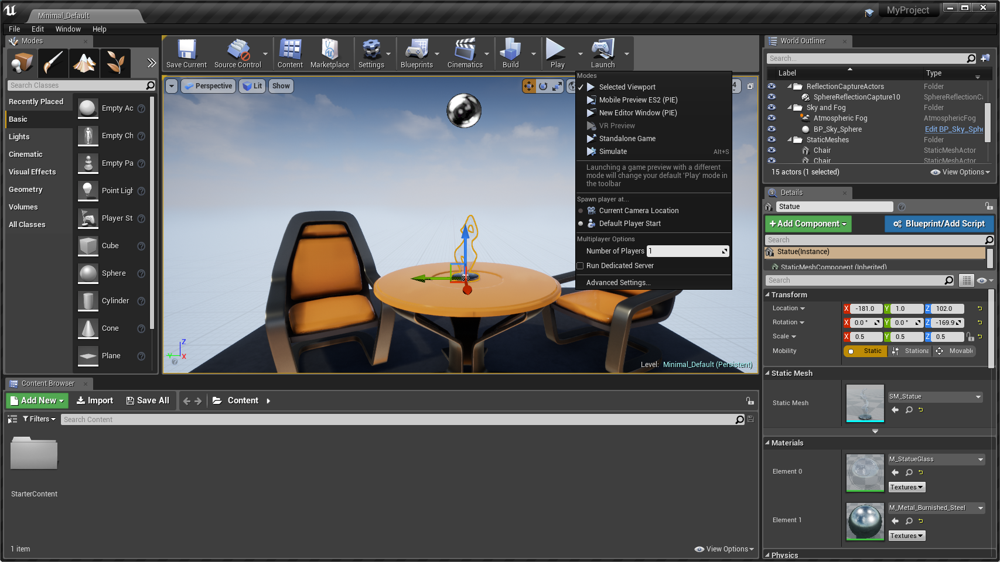 Minimal_Default
MyProject
File Edit Window Help
Modes
Search Classes
Recently Placed
Basic
Lights
Cinematic
Visual Effects
Geometry
Volumes
All Classes
Empty Ac
Empty Ch
Empty Pa
Point Ligh
Player St
Cube
Sphere
Cylinder
Cone
Plane
Save Current
Source Control
Content
Marketplace
Settings
Blueprints
Cinematics
Build
Play
Launch
Perspective
Lit
Show
4
Modes
Selected Viewport
Mobile Preview ES2 (PIE)
New Editor Window (PIE)
VR Preview
Standalone Game
Simulate Alt+S
Launching a game preview with a different
mode will change your default 'Play' mode in
the toolbar
Spawn player at...
Current Camera Location
Default Player Start
Multiplayer Options
Number of Players 1
Run Dedicated Server
Advanced Settings...
Z
Y
X
Level: Minimal_Default (Persistent)
World Outliner
Search...
Label Type
ReflectionCaptureActors Folder
SphereReflectionCapture10 SphereReflectionCa
Sky and Fog Folder
Atmospheric Fog AtmosphericFog
BP_Sky_Sphere Edit BP_Sky_Sphe
StaticMeshes Folder
Chair StaticMeshActor
Chair StaticMeshActor
15 actors (1 selected) View Options
Details
Statue
+Add Component
Blueprint/Add Script
Search
Statue(Instance)
StaticMeshComponent (Inherited)
Search
Transform
Location X -181.0 Y 1.0 Z 102.0
Rotation X 0.0 ° Y 0.0 ° Z -169.9
Scale X 0.5 Y 0.5 Z 0.5
Mobility Static Stationa Movable
Static Mesh
Static Mesh SM_Statue
Materials
Element 0 M_StatueGlass
Textures
Element 1 M_Metal_Burnished_Steel
Textures
Physics
Content Browser
Add New Import Save All Content
Filters Search Content
StarterContent
1 item View Options